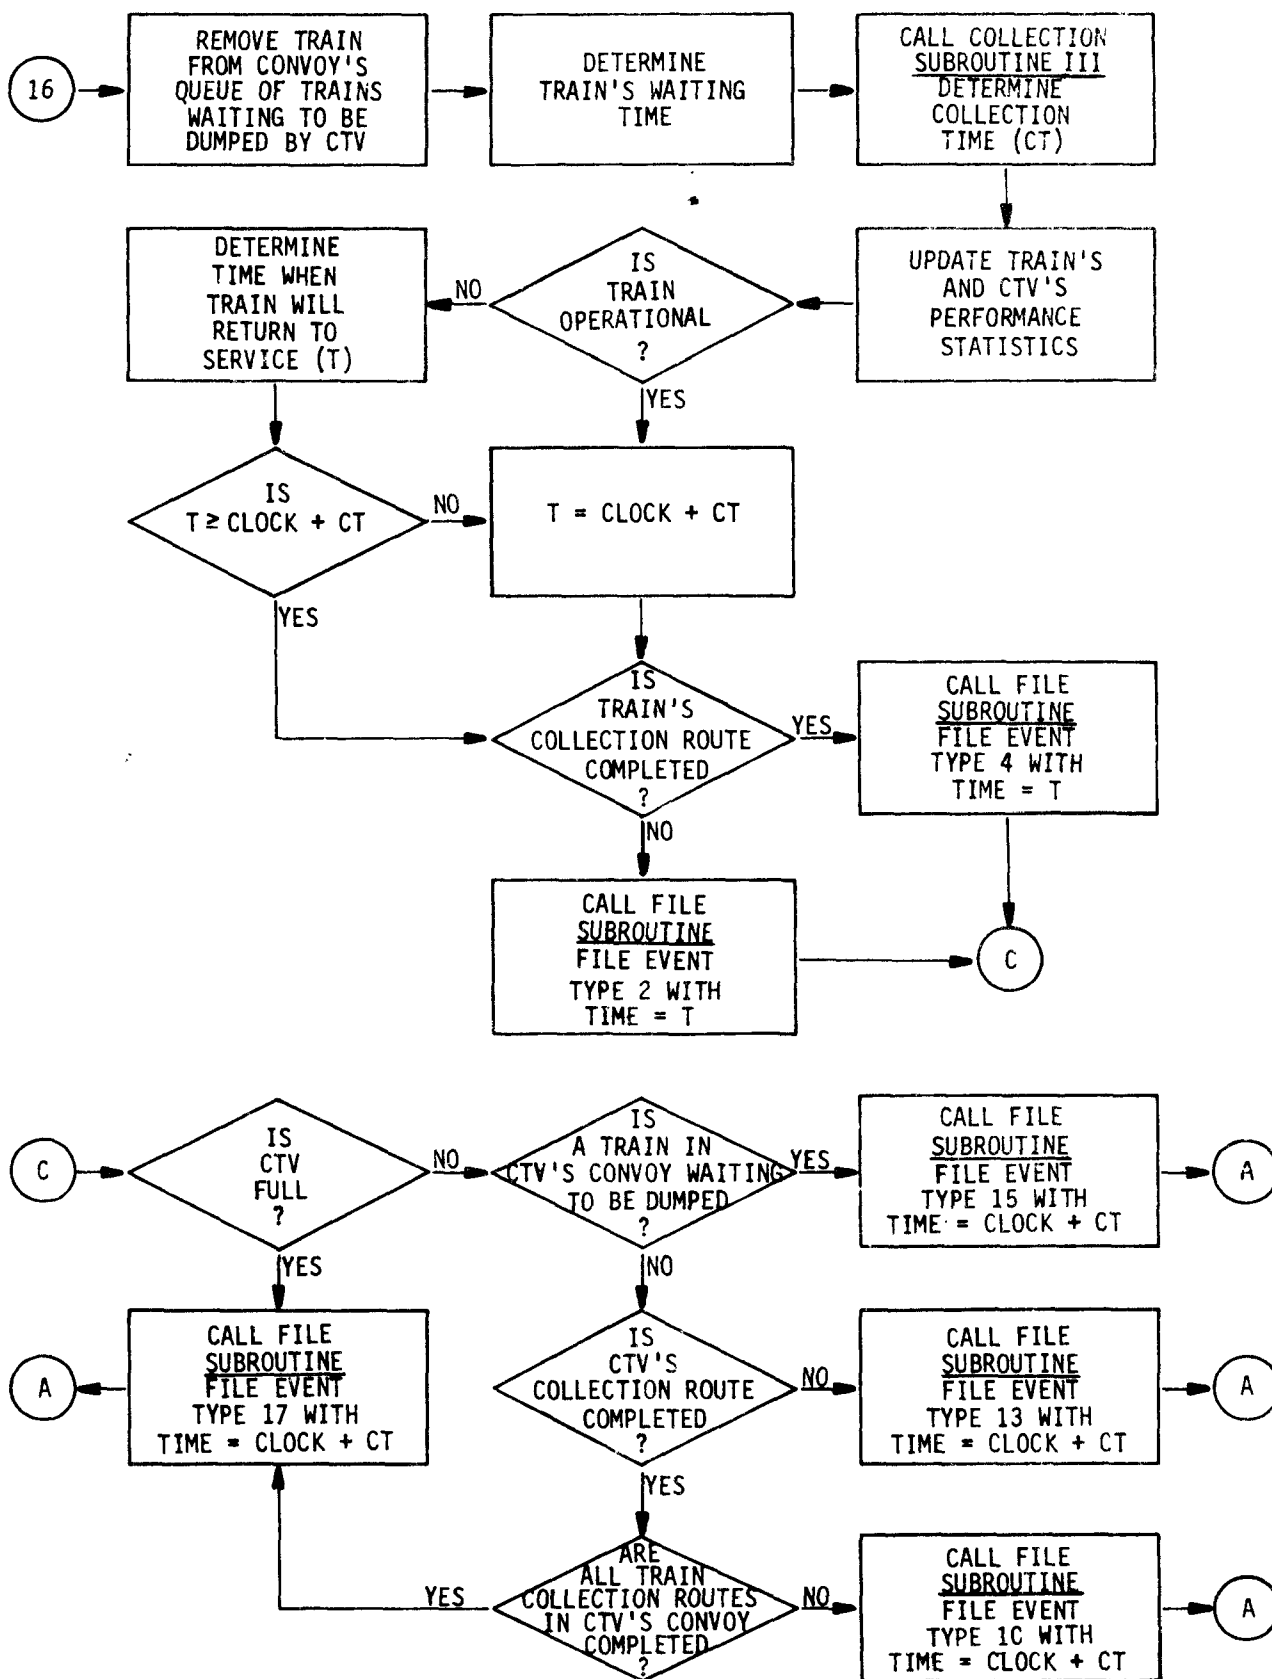 16
REMOVE TRAIN
FROM CONVOY'S
QUEUE OF TRAINS
WAITING TO BE
DUMPED BY CTV
DETERMINE
TRAIN'S WAITING
TIME
CALL COLLECTION
SUBROUTINE III
DETERMINE
COLLECTION
TIME (CT)
DETERMINE
TIME WHEN
TRAIN WILL
RETURN TO
SERVICE (T)
NO
IS
TRAIN
OPERATIONAL
?
YES
UPDATE TRAIN'S
AND CTV'S
PERFORMANCE
STATISTICS
IS
T ≥ CLOCK + CT
NO
YES
T = CLOCK + CT
IS
TRAIN'S
COLLECTION ROUTE
COMPLETED
?
YES
NO
CALL FILE
SUBROUTINE
FILE EVENT
TYPE 4 WITH
TIME = T
CALL FILE
SUBROUTINE
FILE EVENT
TYPE 2 WITH
TIME = T
C
C
IS
CTV
FULL
?
NO
YES
IS
A TRAIN IN
CTV'S CONVOY WAITING
TO BE DUMPED
?
YES
NO
CALL FILE
SUBROUTINE
FILE EVENT
TYPE 15 WITH
TIME = CLOCK + CT
A
A
CALL FILE
SUBROUTINE
FILE EVENT
TYPE 17 WITH
TIME = CLOCK + CT
IS
CTV'S
COLLECTION ROUTE
COMPLETED
?
NO
YES
CALL FILE
SUBROUTINE
FILE EVENT
TYPE 13 WITH
TIME = CLOCK + CT
A
YES
ARE
ALL TRAIN
COLLECTION ROUTES
IN CTV'S CONVOY
COMPLETED
?
NO
CALL FILE
SUBROUTINE
FILE EVENT
TYPE 1C WITH
TIME = CLOCK + CT
A